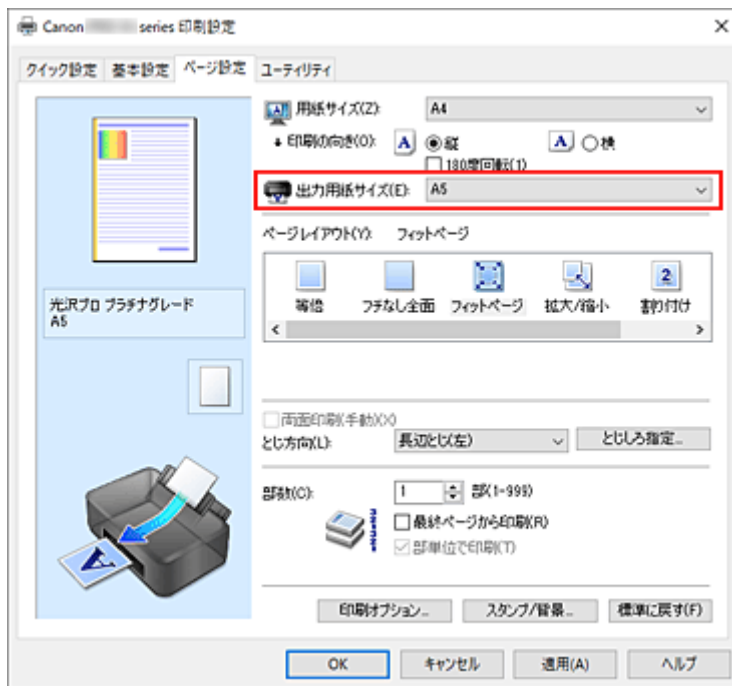 Canon series 印刷設定
クイック設定 基本設定 ページ設定 ユーティリティ
用紙サイズ(Z): A4
印刷の向き(O): A 縦 A 横
180度回転(1)
出力用紙サイズ(E): A5
ページレイアウト(Y): フィットページ
等倍 フチなし全面 フィットページ 拡大/縮小 割り付け
光沢プロ プラチナグレード
A5
両面印刷(手動)(X)
とじ方向(L): 長辺とじ(左) とじしろ指定...
部数(C): 1 部(1-999)
最終ページから印刷(R)
部単位で印刷(T)
印刷オプション... スタンプ/背景... 標準に戻す(F)
OK キャンセル 適用(A) ヘルプ